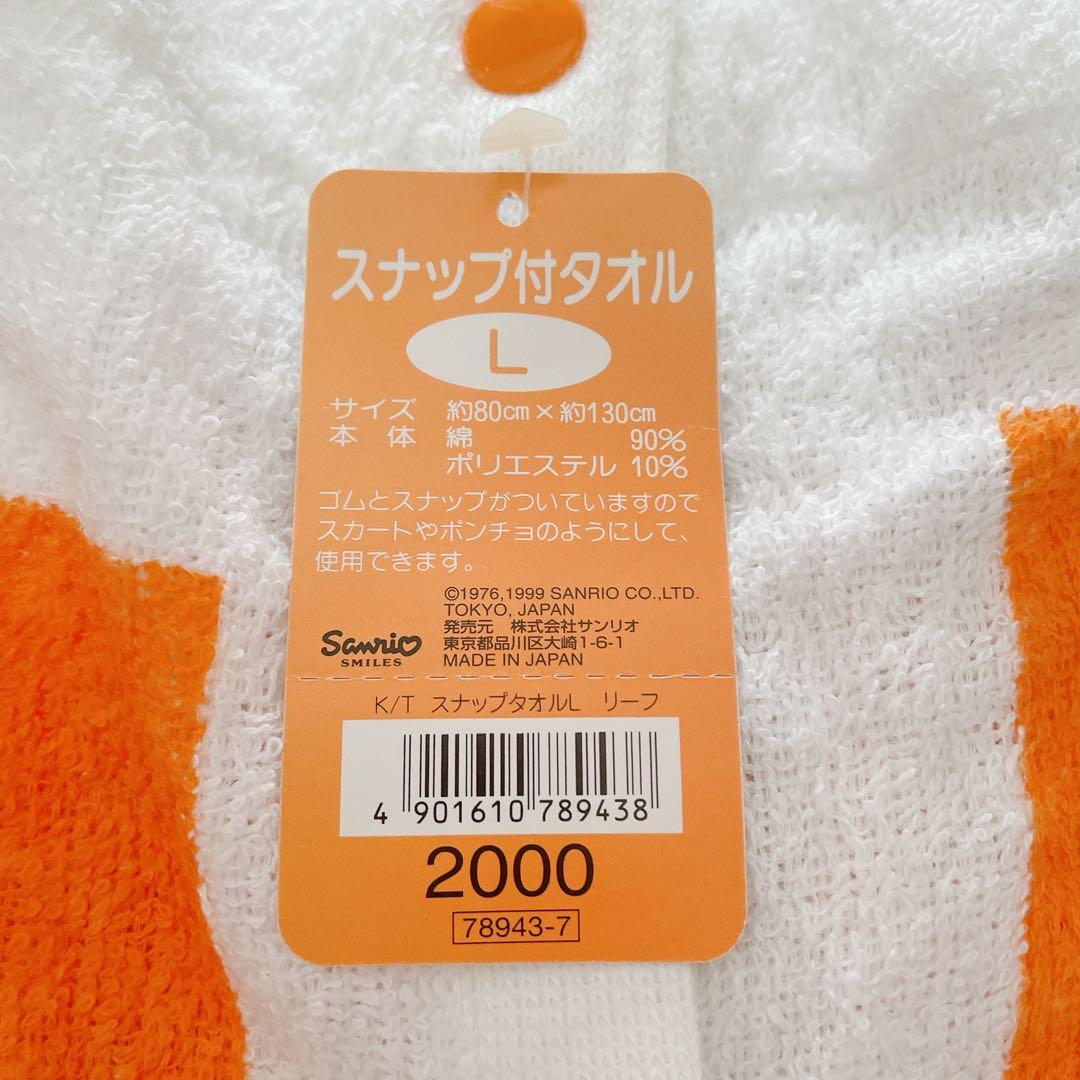 スナップ付タオル
L
サイズ 約80cm×約130cm
本体 綿 90%
ポリエステル 10%
ゴムとスナップがついていますので
スカートやポンチョのようにして、
使用できます。
©1976,1999 SANRIO CO.,LTD.
TOKYO, JAPAN
発売元 株式会社サンリオ
東京都品川区大崎1-6-1
MADE IN JAPAN
Sanrio
SMILES
K/T スナップタオルL リーフ
4 901610 789438
2000
78943-7